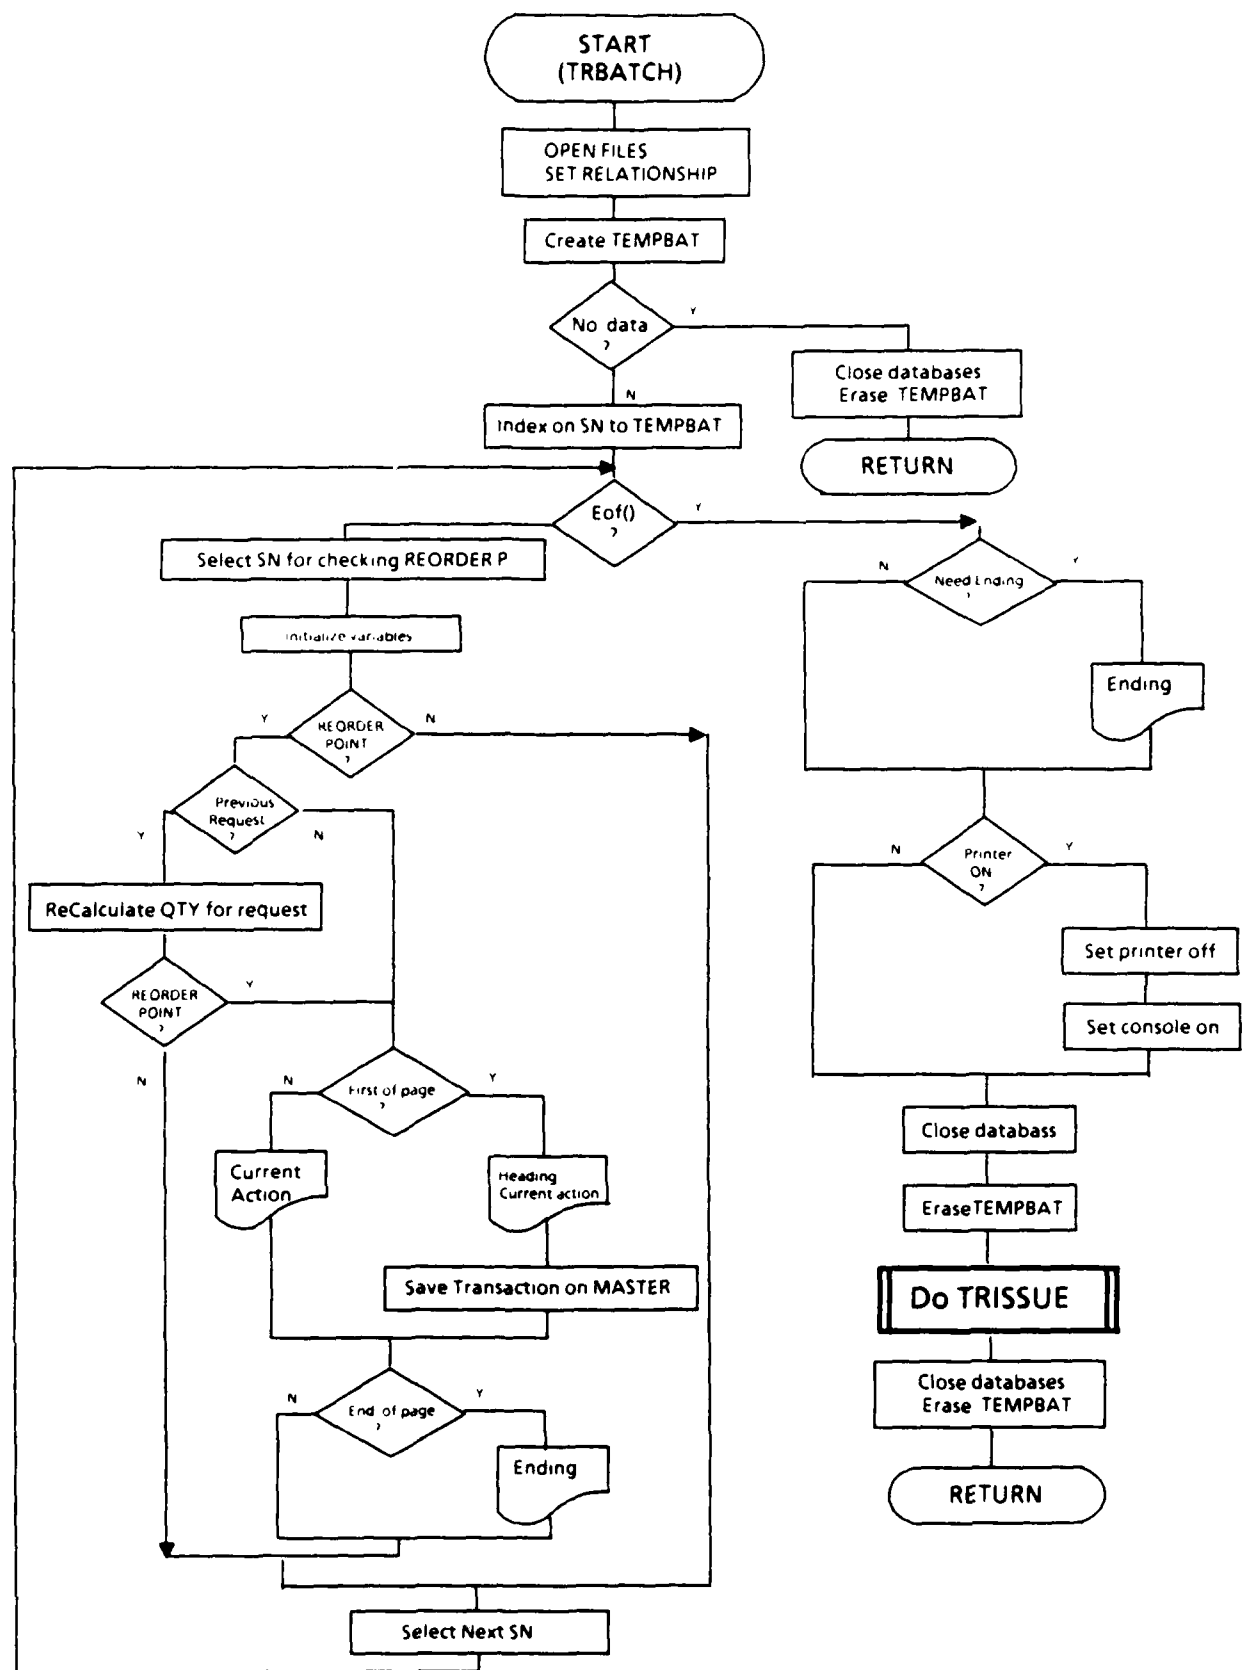 START
(TRBATCH)
OPEN FILES
SET RELATIONSHIP
Create TEMPBAT
No data
?
Y
N
Close databases
Erase TEMPBAT
RETURN
Index on SN to TEMPBAT
Eof()
?
Y
Select SN for checking REORDER P
Initialize variables
REORDER
POINT
?
Y
N
Previous
Request
?
Y
N
ReCalculate QTY for request
REORDER
POINT
?
Y
N
First of page
?
N
Y
Current
Action
Heading
Current action
Save Transaction on MASTER
End of page
?
N
Y
Ending
Select Next SN
Need Ending
?
N
Y
Ending
Printer
ON
?
N
Y
Set printer off
Set console on
Close databass
EraseTEMPBAT
Do TRISSUE
Close databases
Erase TEMPBAT
RETURN